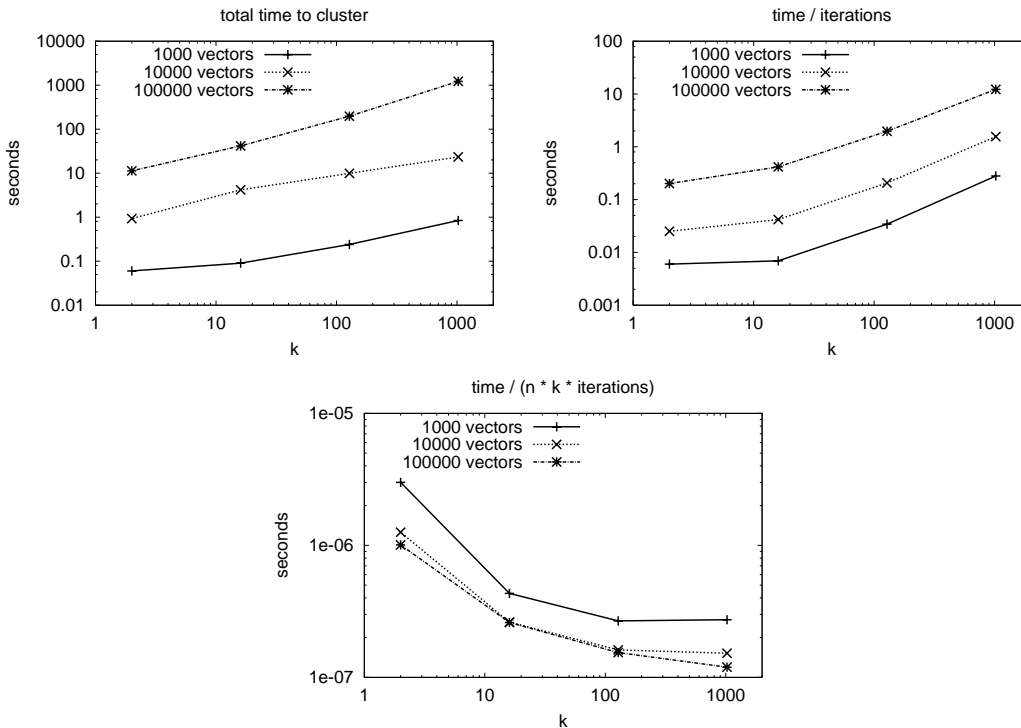 total time to cluster
10000
1000
100
10
1
0.1
0.01
seconds
1000 vectors
10000 vectors
100000 vectors
1
10
100
1000
k
time / iterations
100
10
1
0.1
0.01
0.001
seconds
1000 vectors
10000 vectors
100000 vectors
1
10
100
1000
k
time / (n * k * iterations)
1e-05
1e-06
1e-07
seconds
1000 vectors
10000 vectors
100000 vectors
1
10
100
1000
k